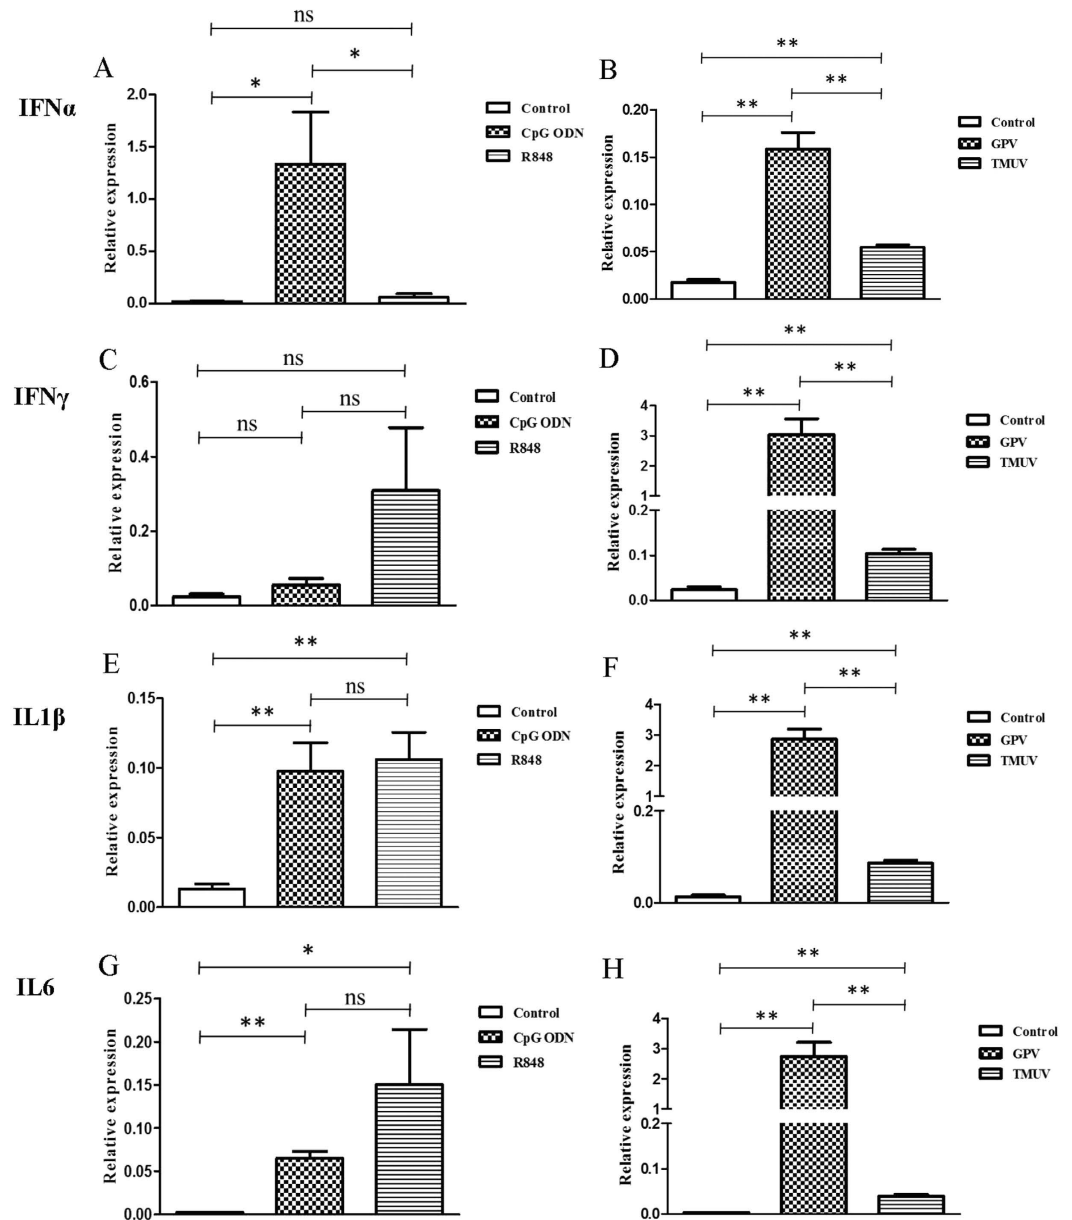 IFNα
A
ns
*
*
Relative expression
2.0
1.5
1.0
0.5
0.0
Control
CpG ODN
R848
B
**
**
**
Relative expression
0.20
0.15
0.10
0.05
0.00
Control
GPV
TMUV
IFNγ
C
ns
ns
ns
Relative expression
0.6
0.4
0.2
0.0
Control
CpG ODN
R848
D
**
**
**
Relative expression
4
3
2
1
0.2
0.1
0.0
Control
GPV
TMUV
IL1β
E
**
ns
**
Relative expression
0.15
0.10
0.05
0.00
Control
CpG ODN
R848
F
**
**
**
Relative expression
4
3
2
1
0.2
0.0
Control
GPV
TMUV
IL6
G
*
ns
**
Relative expression
0.25
0.20
0.15
0.10
0.05
0.00
Control
CpG ODN
R848
H
**
**
**
Relative expression
4
3
2
1
0.2
0.1
0.0
Control
GPV
TMUV